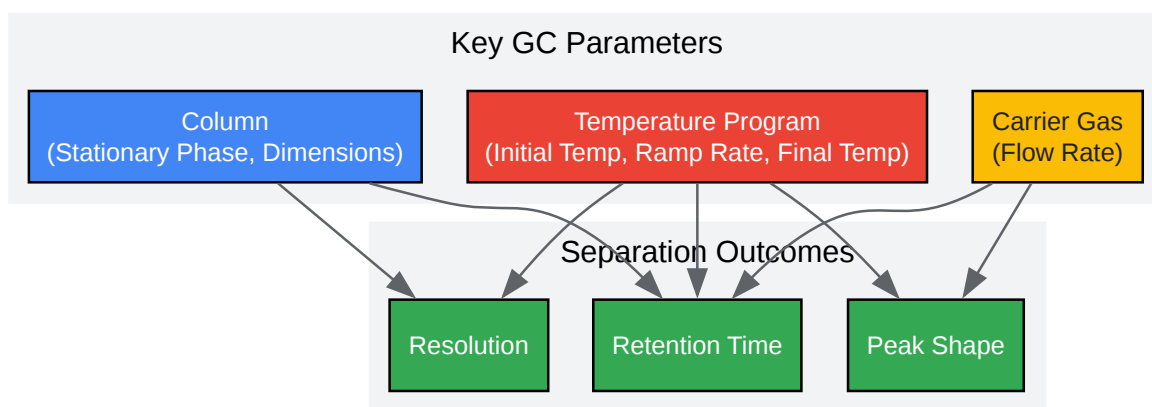 Key GC Parameters
Column
(Stationary Phase, Dimensions)
Temperature Program
(Initial Temp, Ramp Rate, Final Temp)
Carrier Gas
(Flow Rate)
Separation Outcomes
Resolution
Retention Time
Peak Shape